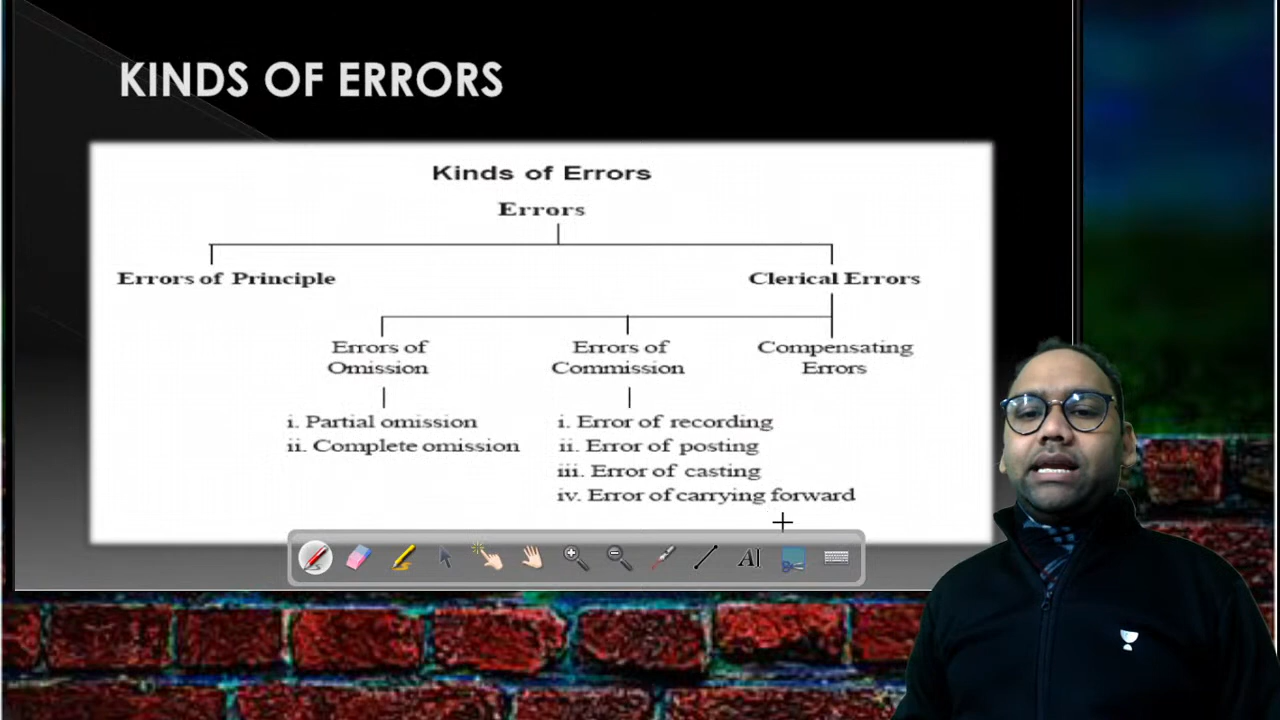 KINDS OF ERRORS
Kinds of Errors
Errors
Errors of Principle
Clerical Errors
Errors of
Omission
Errors of
Commission
Compensating
Errors
i. Partial omission
ii. Complete omission
i. Error of recording
ii. Error of posting
iii. Error of casting
iv. Error of carrying forward
A